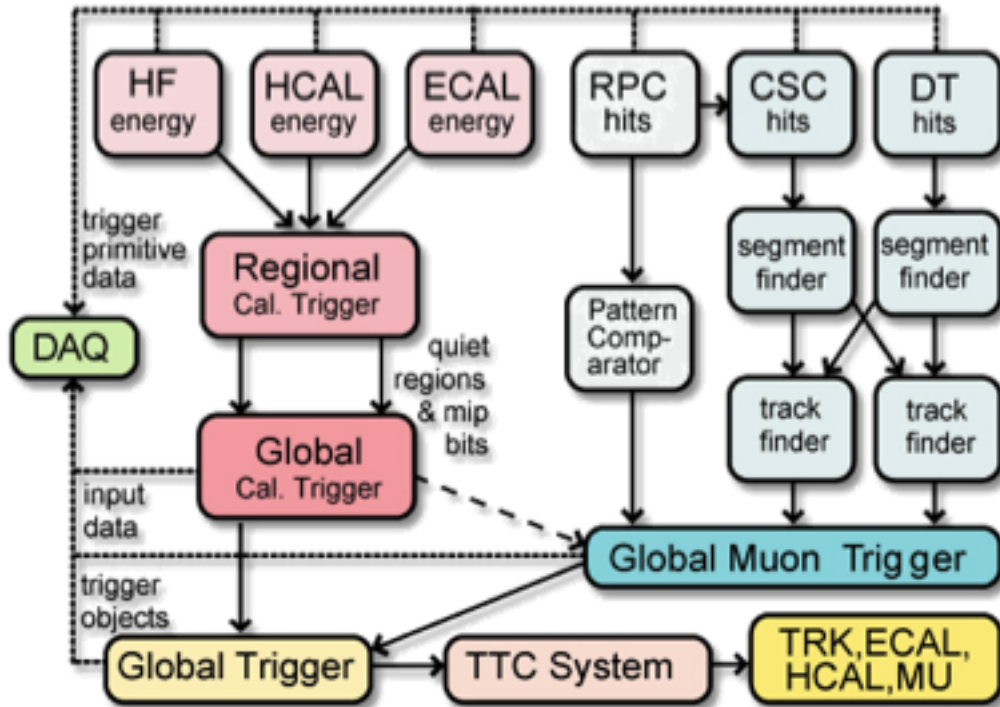 HF
energy
HCAL
energy
ECAL
energy
RPC
hits
CSC
hits
DT
hits
trigger
primitive
data
Regional
Cal. Trigger
segment
finder
segment
finder
DAQ
Pattern
Comp-
arator
quiet
regions
& mip
bits
track
finder
track
finder
Global
Cal. Trigger
input
data
Global Muon Trigger
trigger
objects
Global Trigger
TTC System
TRK,ECAL,
HCAL,MU